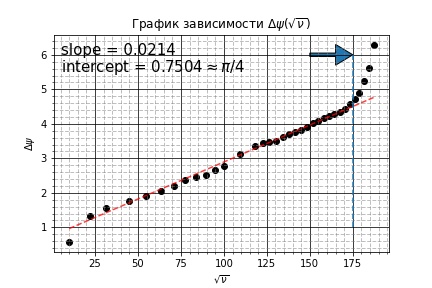 График зависимости Δψ(√ν)
slope = 0.0214
intercept = 0.7504 ≈ π/4
Δψ
6
5
4
3
2
1
25 50 75 100 125 150 175
√ν